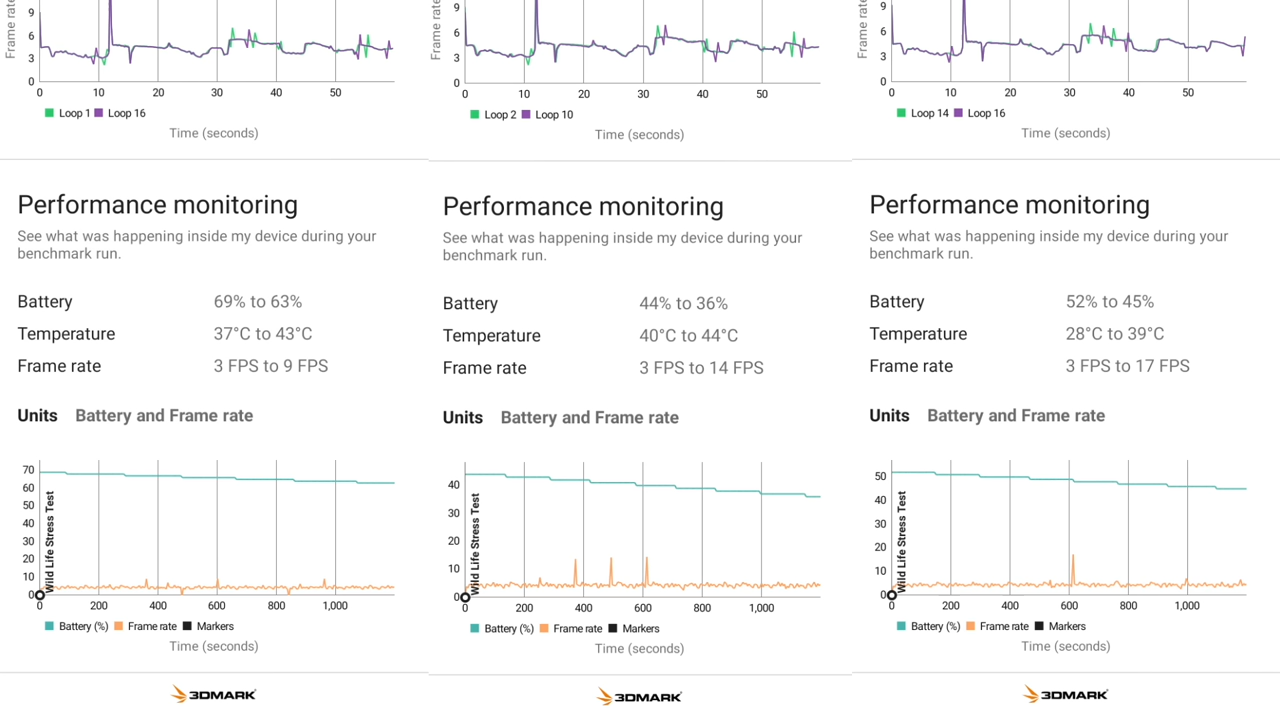 Frame rate
9
6
3
0
0
10
20
30
40
50
Loop 1
Loop 16
Time (seconds)
Performance monitoring
See what was happening inside my device during your
benchmark run.
Battery 69% to 63%
Temperature 37°C to 43°C
Frame rate 3 FPS to 9 FPS
Units Battery and Frame rate
70
60
50
40
30
20
10
0
Wild Life Stress Test
0
200
400
600
800
1,000
Battery (%)
Frame rate
Markers
Time (seconds)
3DMARK
Frame rate
9
6
3
0
0
10
20
30
40
50
Loop 2
Loop 10
Time (seconds)
Performance monitoring
See what was happening inside my device during your
benchmark run.
Battery 44% to 36%
Temperature 40°C to 44°C
Frame rate 3 FPS to 14 FPS
Units Battery and Frame rate
40
30
20
10
0
Wild Life Stress Test
0
200
400
600
800
1,000
Battery (%)
Frame rate
Markers
Time (seconds)
3DMARK
Frame rate
9
6
3
0
0
10
20
30
40
50
Loop 14
Loop 16
Time (seconds)
Performance monitoring
See what was happening inside my device during your
benchmark run.
Battery 52% to 45%
Temperature 28°C to 39°C
Frame rate 3 FPS to 17 FPS
Units Battery and Frame rate
50
40
30
20
10
0
Wild Life Stress Test
0
200
400
600
800
1,000
Battery (%)
Frame rate
Markers
Time (seconds)
3DMARK